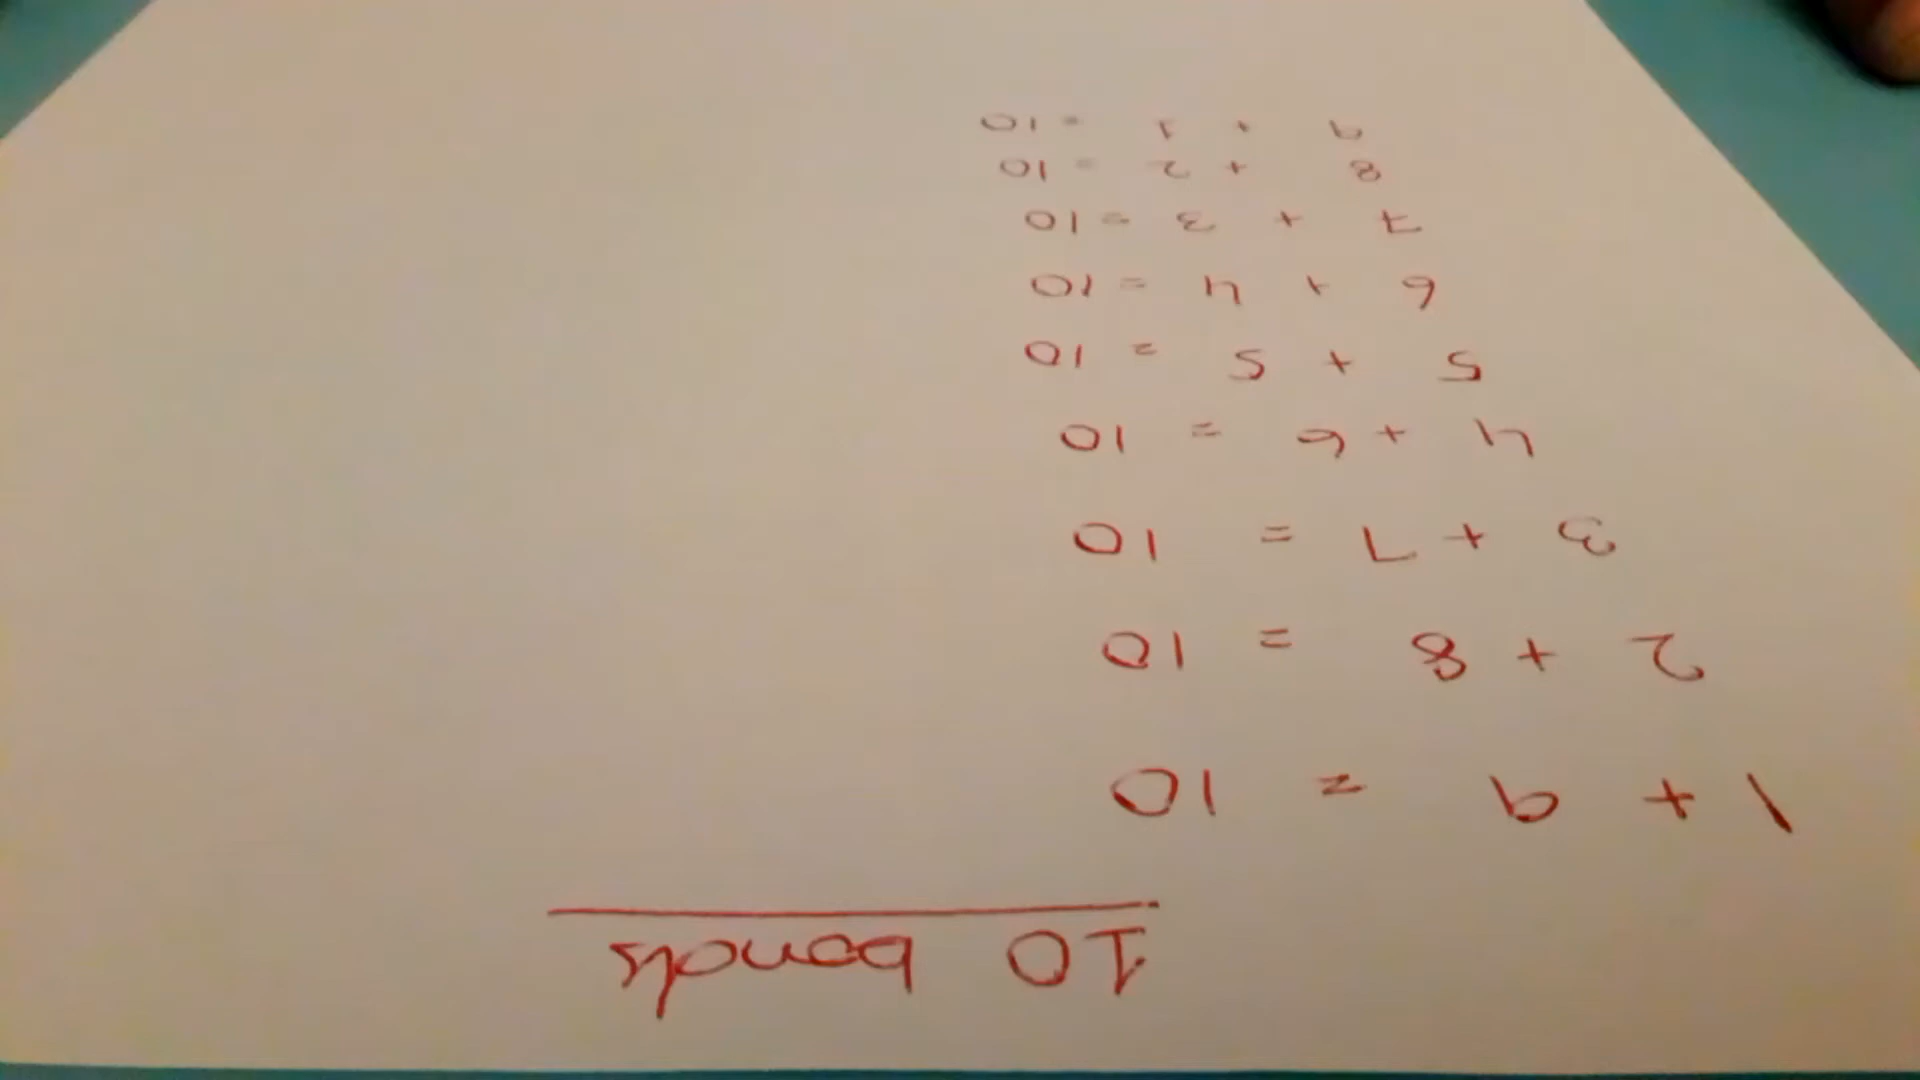 10 bonds
1 + 9 = 10
2 + 8 = 10
3 + 7 = 10
4 + 6 = 10
5 + 5 = 10
6 + 4 = 10
7 + 3 = 10
8 + 2 = 10
9 + 1 = 10